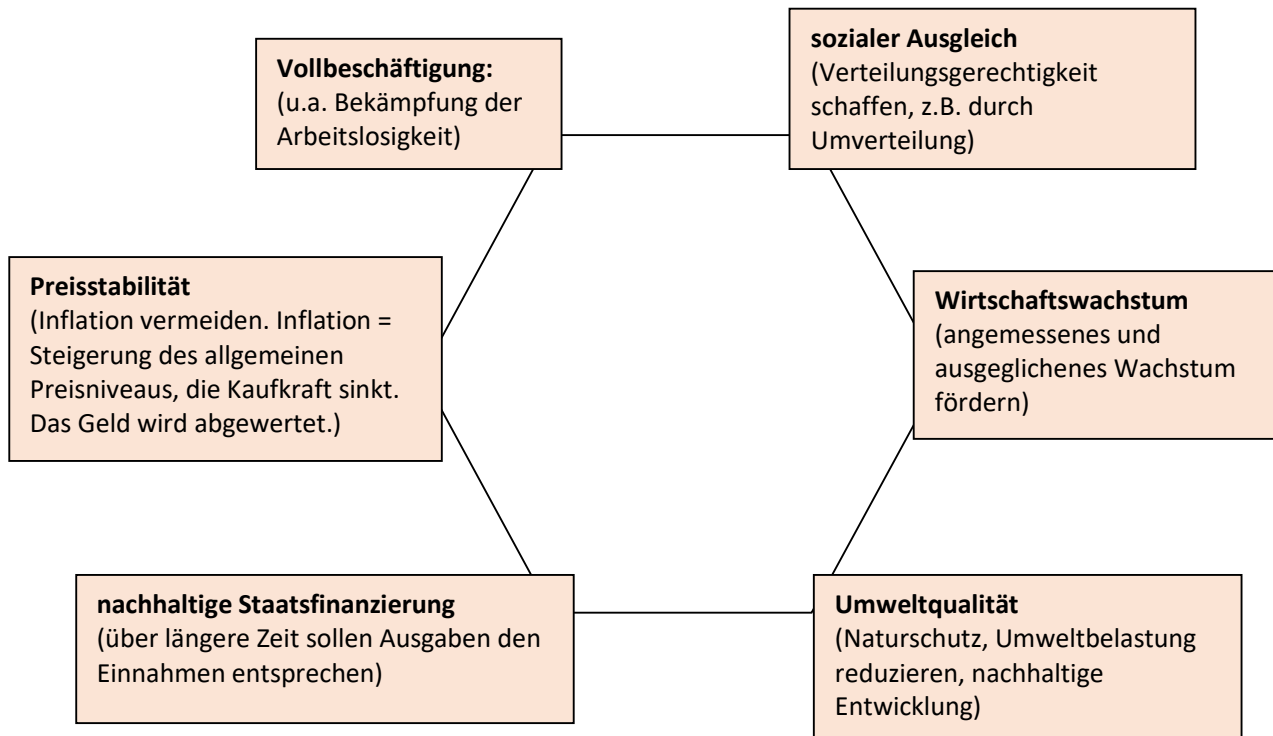 Vollbeschäftigung:
(u.a. Bekämpfung der
Arbeitslosigkeit)
sozialer Ausgleich
(Verteilungsgerechtigkeit
schaffen, z.B. durch
Umverteilung)
Preisstabilität
(Inflation vermeiden. Inflation =
Steigerung des allgemeinen
Preisniveaus, die Kaufkraft sinkt.
Das Geld wird abgewertet.)
Wirtschaftswachstum
(angemessenes und
ausgeglichenes Wachstum
fördern)
nachhaltige Staatsfinanzierung
(über längere Zeit sollen Ausgaben den
Einnahmen entsprechen)
Umweltqualität
(Naturschutz, Umweltbelastung
reduzieren, nachhaltige
Entwicklung)